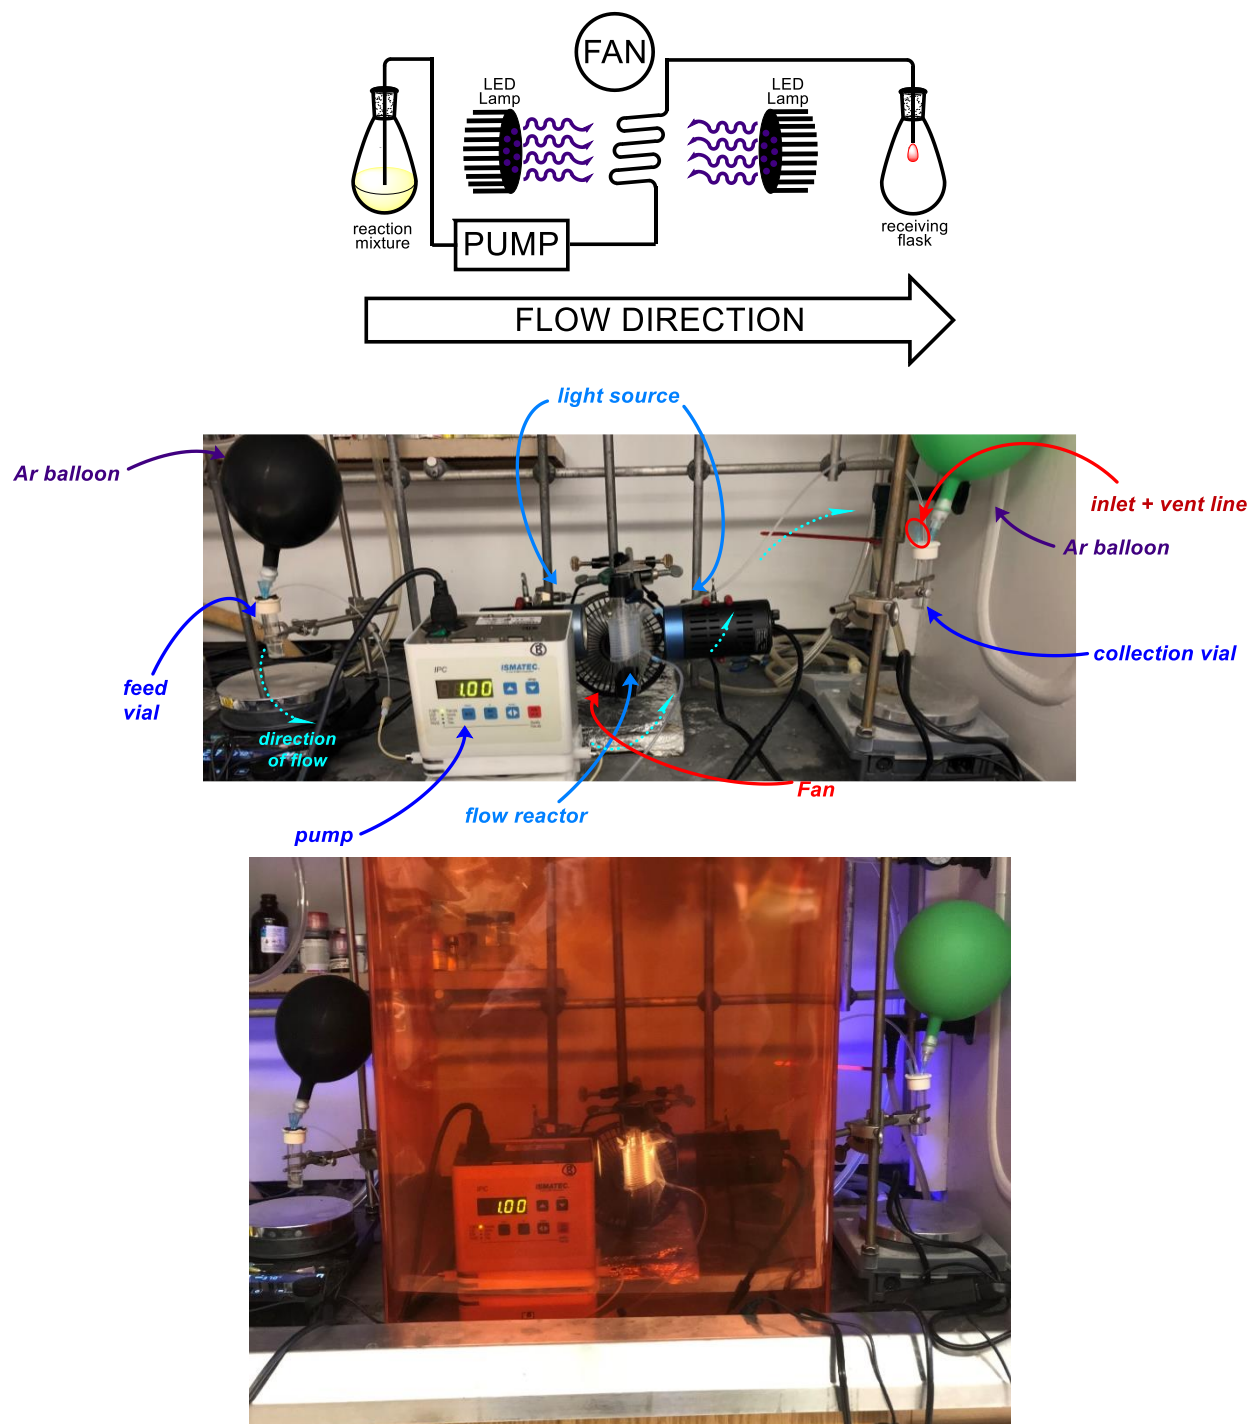 FAN
LED
Lamp
LED
Lamp
reaction
mixture
PUMP
receiving
flask
FLOW DIRECTION
light source
Ar balloon
inlet + vent line
Ar balloon
feed
vial
collection vial
direction
of flow
IPC
ISMATEC.
1.00
Fan
flow reactor
pump
IPC
ISMATEC.
1.00